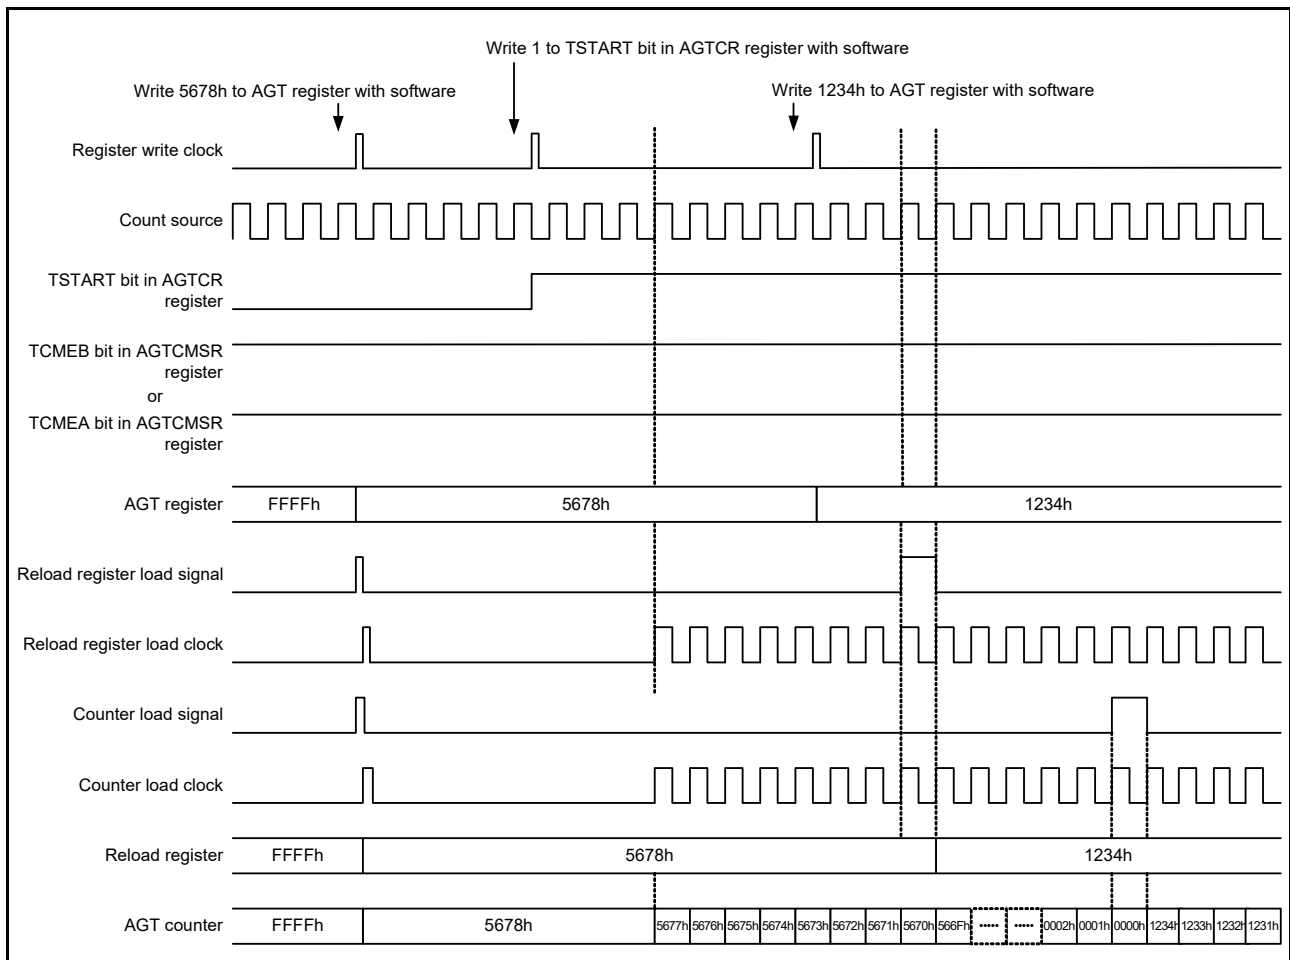 Write 1 to TSTART bit in AGTCR register with software
Write 5678h to AGT register with software
Write 1234h to AGT register with software
Register write clock
Count source
TSTART bit in AGTCR
register
TCMEB bit in AGTCMSR
register
or
TCMEA bit in AGTCMSR
register
AGT register FFFFh 5678h 1234h
Reload register load signal
Reload register load clock
Counter load signal
Counter load clock
Reload register FFFFh 5678h 1234h
AGT counter FFFFh 5678h 5677h 5676h 5675h 5674h 5673h 5672h 5671h 5670h 566Fh ----- ----- 0002h 0001h 0000h 1234h 1233h 1232h 1231h